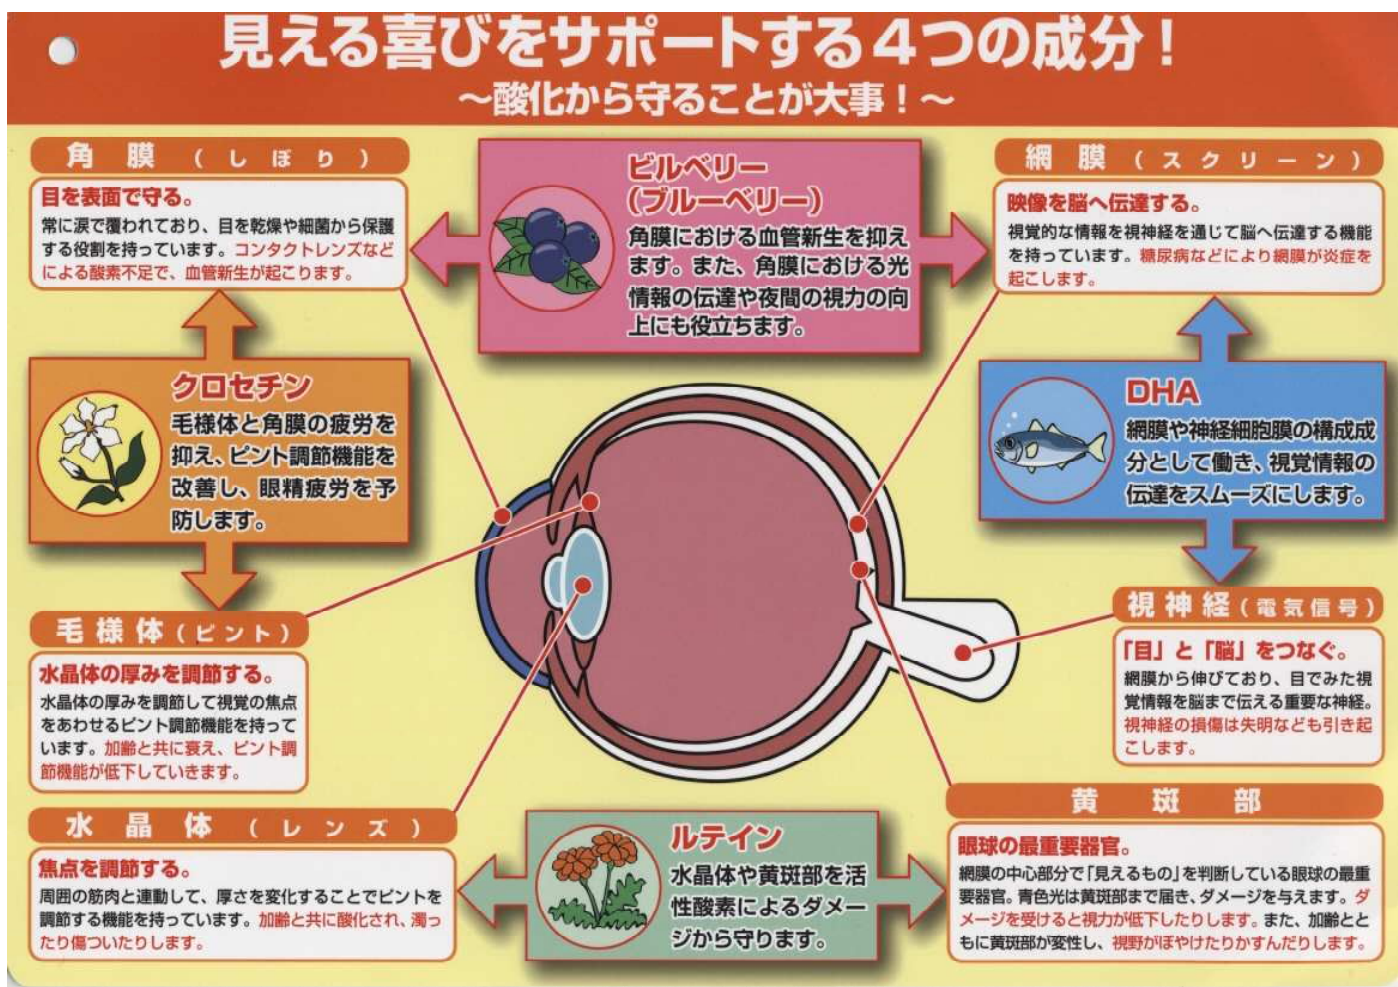 見える喜びをサポートする4つの成分！
～酸化から守ることが大事！～
角膜（しぼり）
目を表面で守る。
常に涙で覆われており、目を乾燥や細菌から保護
する役割を持っています。コンタクトレンズなど
による酸素不足で、血管新生が起こります。
ビルベリー
（ブルーベリー）
角膜における血管新生を抑え
ます。また、角膜における光
情報の伝達や夜間の視力の向
上にも役立ちます。
網膜（スクリーン）
映像を脳へ伝達する。
視覚的な情報を視神経を通じて脳へ伝達する機能
を持っています。糖尿病などにより網膜が炎症を
起こします。
クロセチン
毛様体と角膜の疲労を
抑え、ピント調節機能を
改善し、眼精疲労を予
防します。
DHA
網膜や神経細胞膜の構成成
分として働き、視覚情報の
伝達をスムーズにします。
毛様体（ピント）
水晶体の厚みを調節する。
水晶体の厚みを調節して視覚の焦点
をあわせるピント調節機能を持って
います。加齢と共に衰え、ピント調
節機能が低下していきます。
視神経（電気信号）
「目」と「脳」をつなぐ。
網膜から伸びており、目でみた視
覚情報を脳まで伝える重要な神経。
視神経の損傷は失明なども引き起
こします。
水晶体（レンズ）
焦点を調節する。
周囲の筋肉と連動して、厚さを変化することでピントを
調節する機能を持っています。加齢と共に酸化され、濁っ
たり傷ついたりします。
ルテイン
水晶体や黄斑部を活
性酸素によるダメー
ジから守ります。
黄斑部
眼球の最重要器官。
網膜の中心部分で「見えるもの」を判断している眼球の最重
要器官。青色光は黄斑部まで届き、ダメージを与えます。ダ
メージを受けると視力が低下したりします。また、加齢とと
もに黄斑部が変性し、視野がぼやけたりかすんだりします。